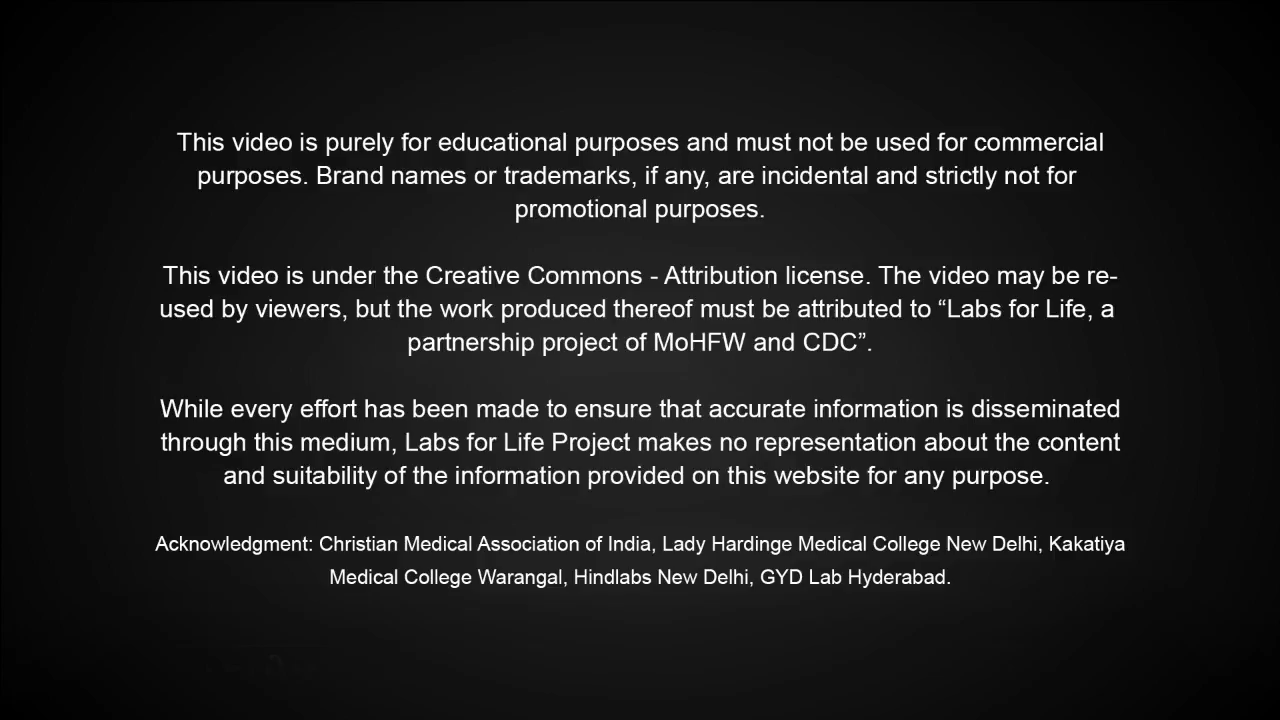 This video is purely for educational purposes and must not be used for commercial
purposes. Brand names or trademarks, if any, are incidental and strictly not for
promotional purposes.
This video is under the Creative Commons - Attribution license. The video may be re-
used by viewers, but the work produced thereof must be attributed to “Labs for Life, a
partnership project of MoHFW and CDC”.
While every effort has been made to ensure that accurate information is disseminated
through this medium, Labs for Life Project makes no representation about the content
and suitability of the information provided on this website for any purpose.
Acknowledgment: Christian Medical Association of India, Lady Hardinge Medical College New Delhi, Kakatiya
Medical College Warangal, Hindlabs New Delhi, GYD Lab Hyderabad.